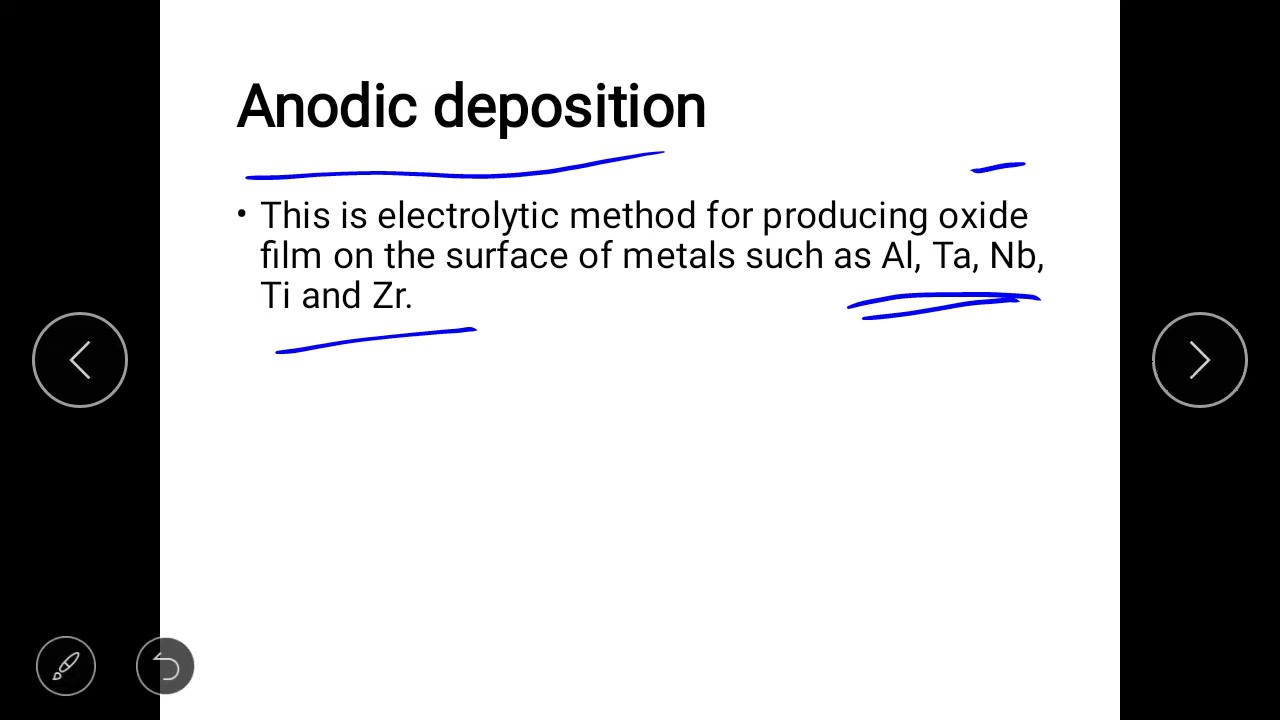 Anodic deposition
• This is electrolytic method for producing oxide
film on the surface of metals such as Al, Ta, Nb,
Ti and Zr.